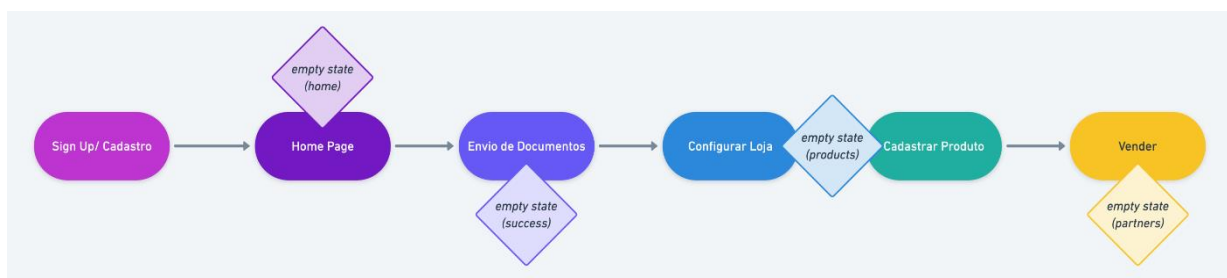 empty state
(home)
Sign Up/ Cadastro
Home Page
Envio de Documentos
empty state
(success)
Configurar Loja
empty state
(products)
Cadastrar Produto
Vender
empty state
(partners)